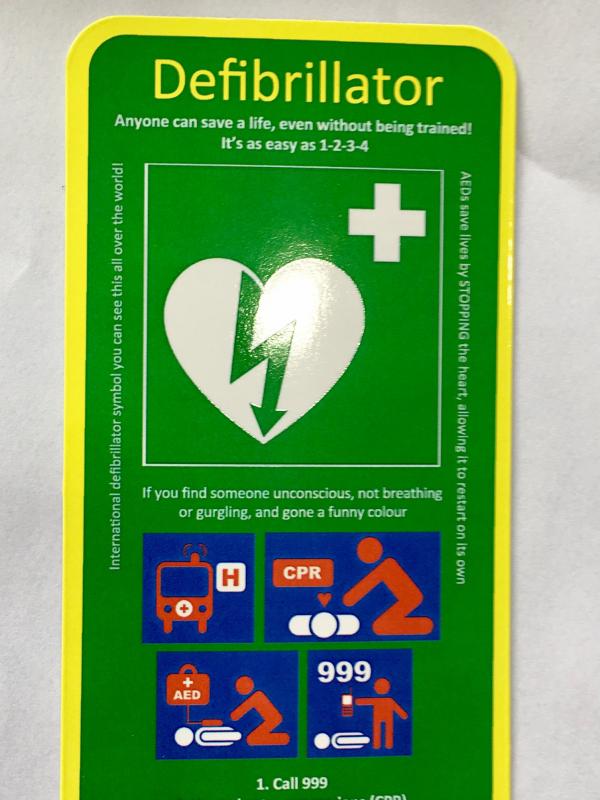 Defibrillator
Anyone can save a life, even without being trained!
It's as easy as 1-2-3-4
International defibrillator symbol you can see this all over the world!
AEDs save lives by STOPPING the heart, allowing it to restart on its own
If you find someone unconscious, not breathing
or gurgling, and gone a funny colour
H
CPR
AED
999
1. Call 999
(CPR)